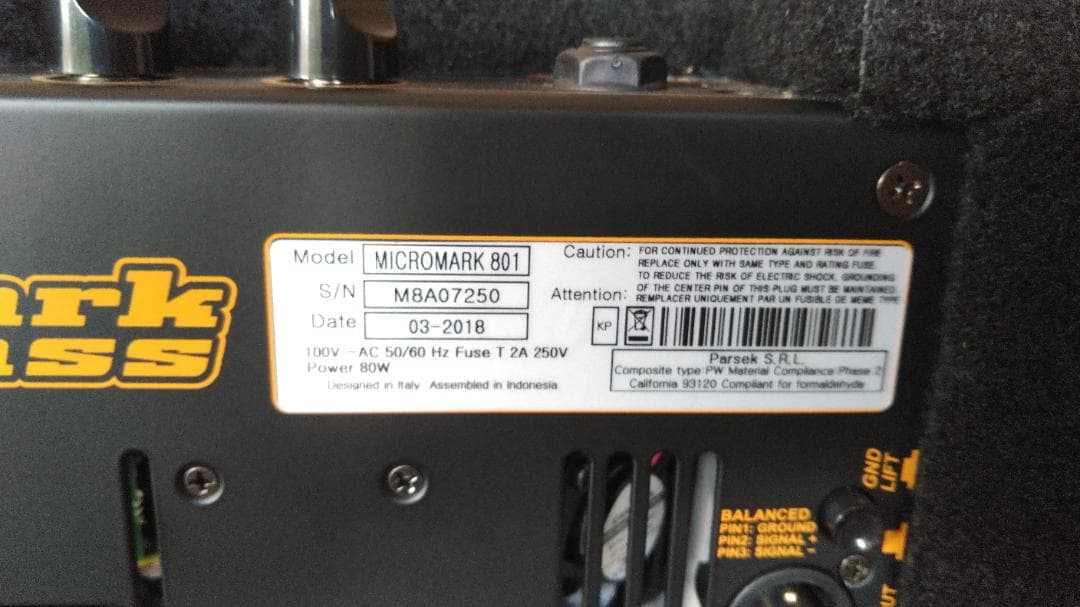 ark
ass
Model MICROMARK 801
S/N M8A07250
Date 03-2018
100V ~AC 50/60 Hz Fuse T 2A 250V
Power 80W
Designed in Italy Assembled in Indonesia
Caution: FOR CONTINUED PROTECTION AGAINST RISK OF FIRE
REPLACE ONLY WITH SAME TYPE AND RATING FUSE.
TO REDUCE THE RISK OF ELECTRIC SHOCK, GROUNDING
OF THE CENTER PIN OF THIS PLUG MUST BE MAINTAINED.
Attention: REMPLACER UNIQUEMENT PAR UN FUSIBLE DE MEME TYPE
KP
Parsek S.R.L.
Composite type PW Material Compliance Phase 2
California 93120 Compliant for formaldehyde
GND
LIFT
BALANCED
PIN1: GROUND
PIN2: SIGNAL +
PIN3: SIGNAL -
UT